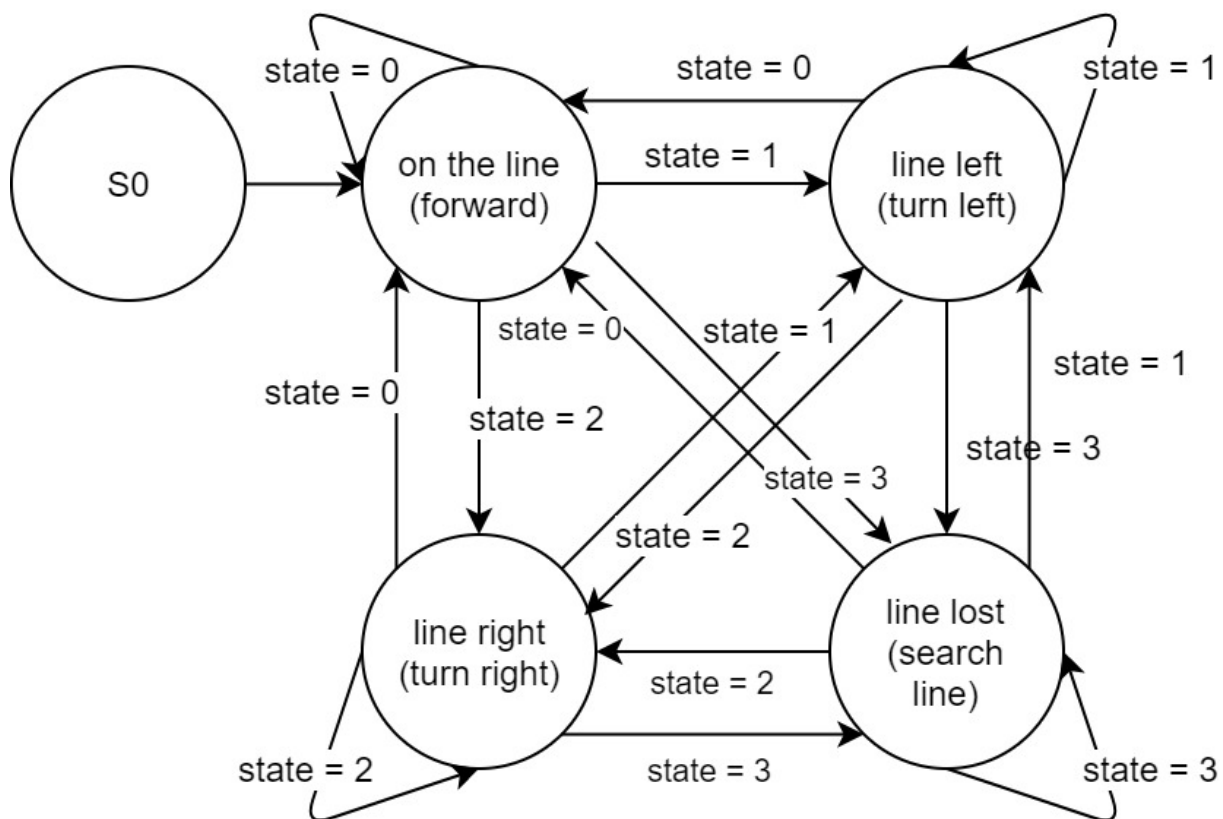 state = 0
state = 0
state = 1
S0
on the line
(forward)
state = 1
line left
(turn left)
state = 0
state = 1
state = 0
state = 1
state = 2
state = 3
state = 3
state = 2
line right
(turn right)
line lost
(search
line)
state = 2
state = 2
state = 3
state = 3